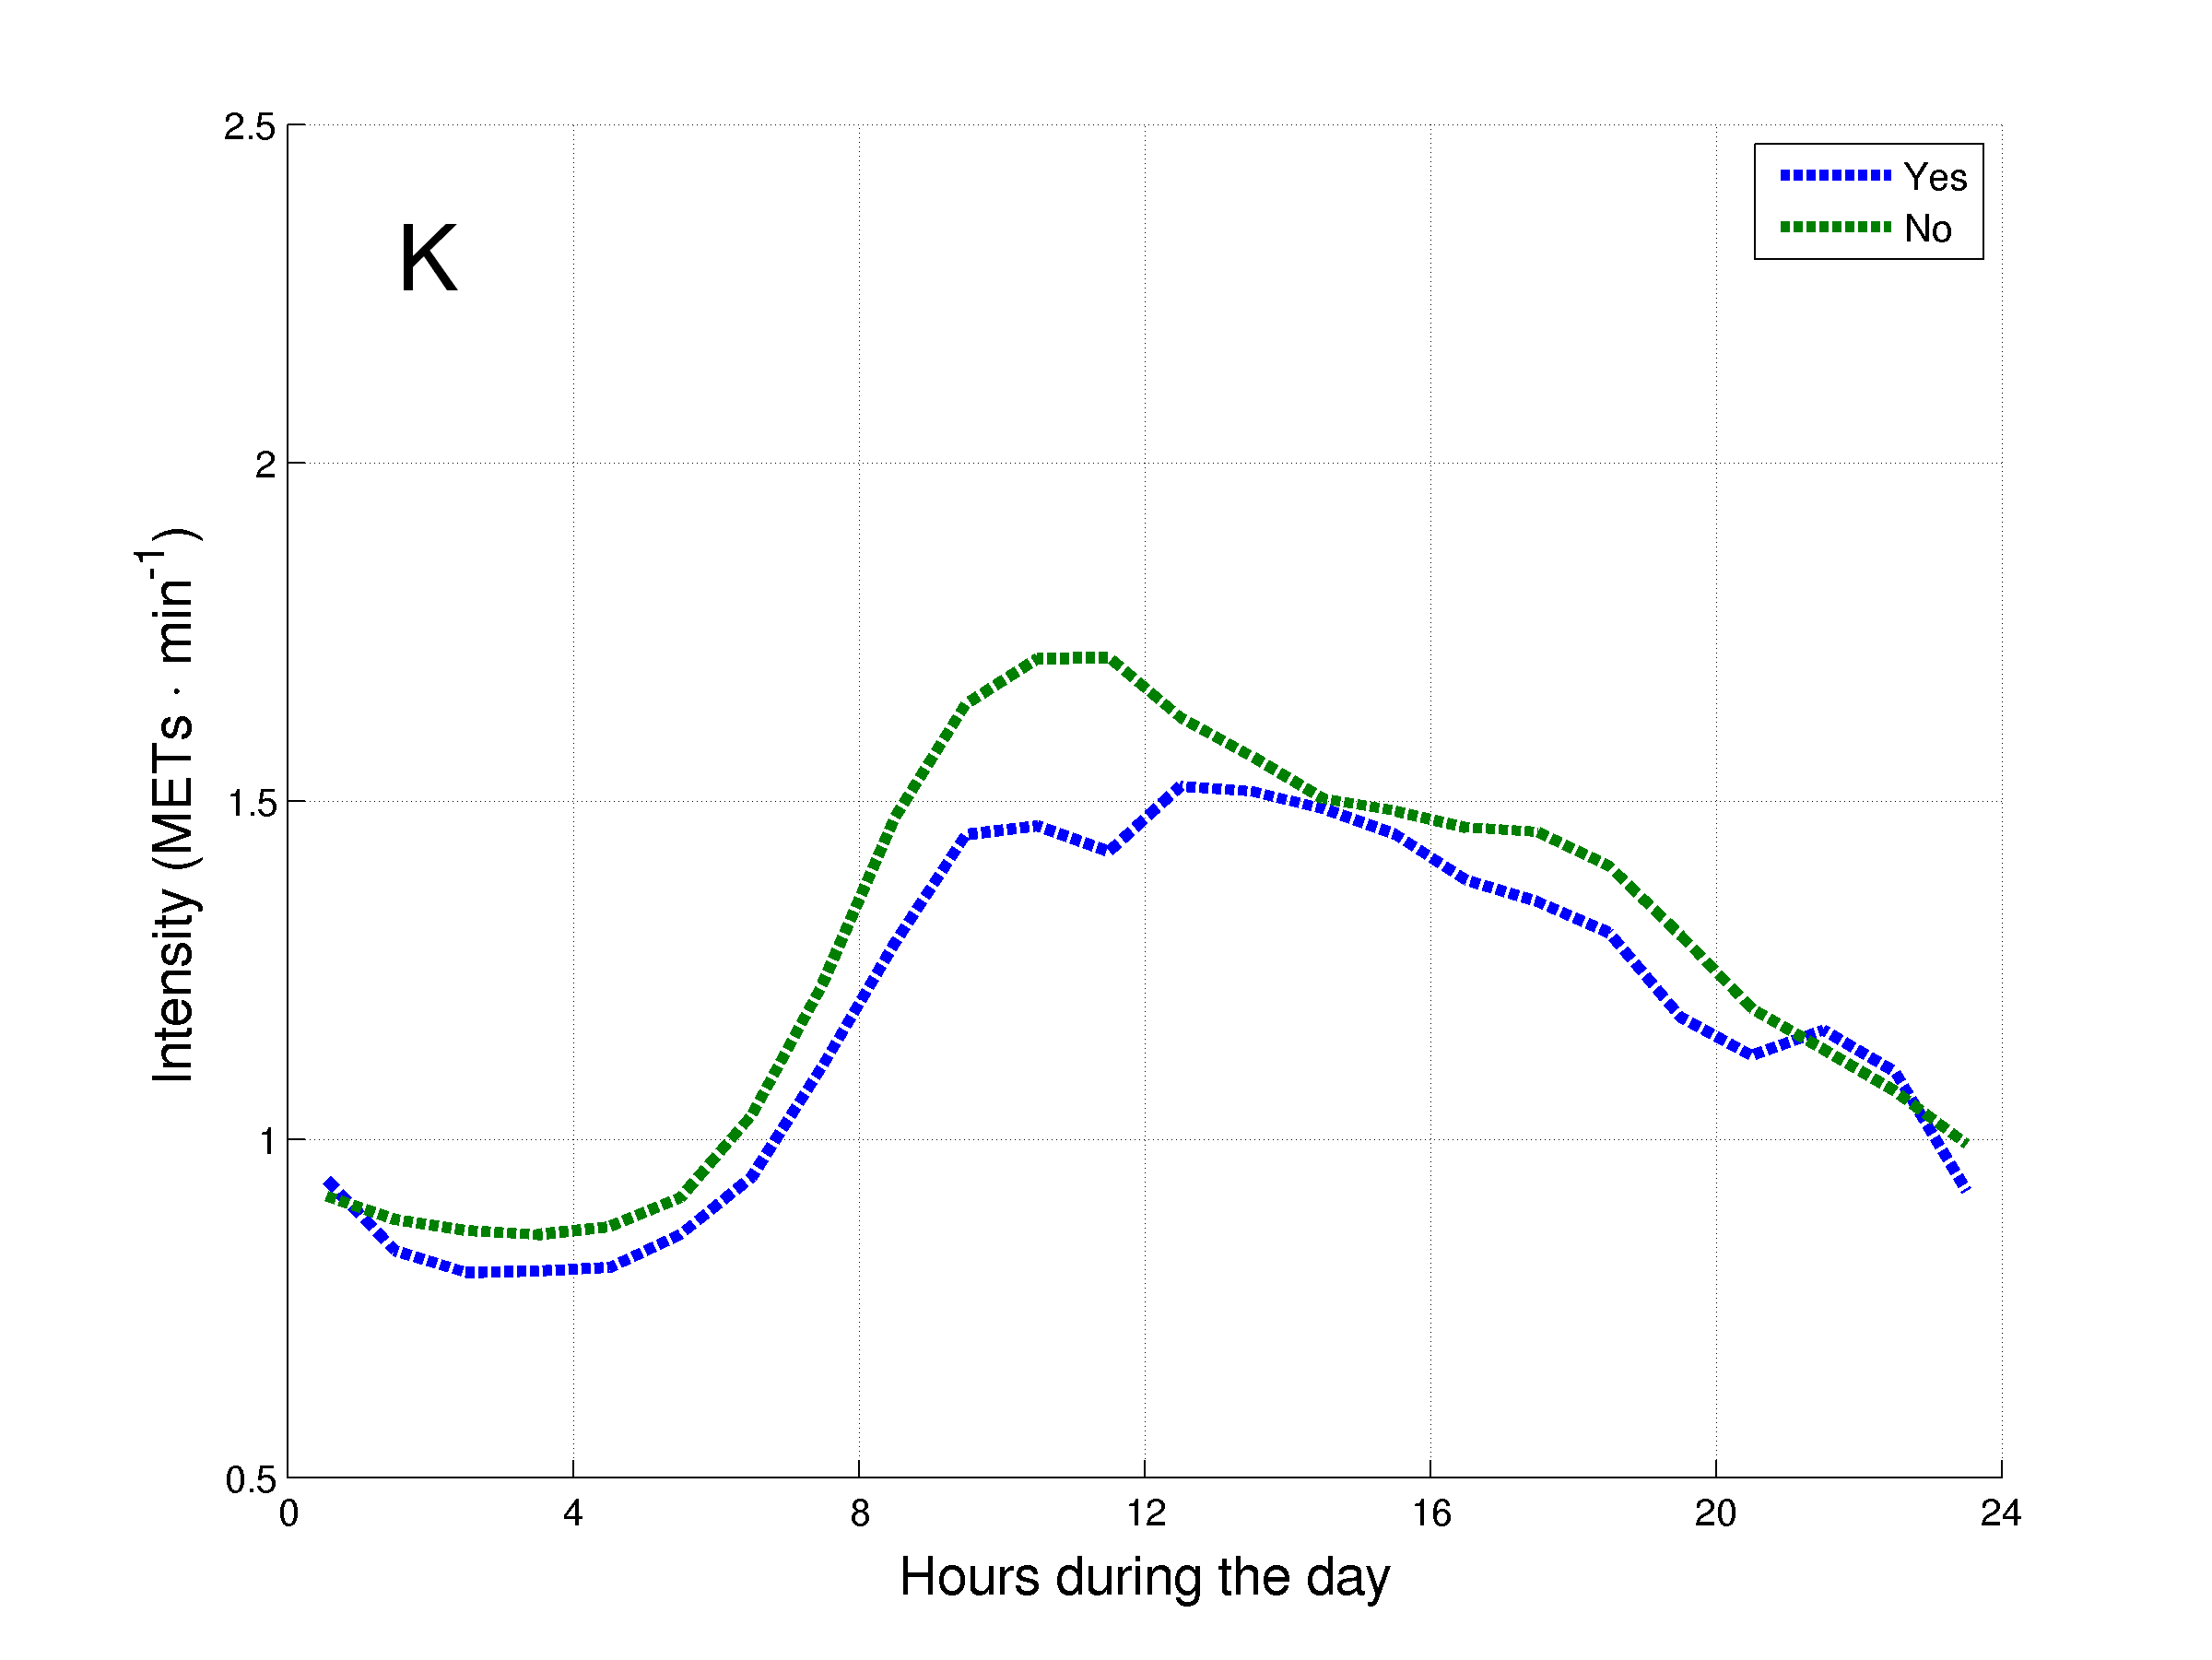 K
Yes
No
2.5
2
1.5
1
0.5
0 4 8 12 16 20 24
Intensity (METs · min⁻¹)
Hours during the day